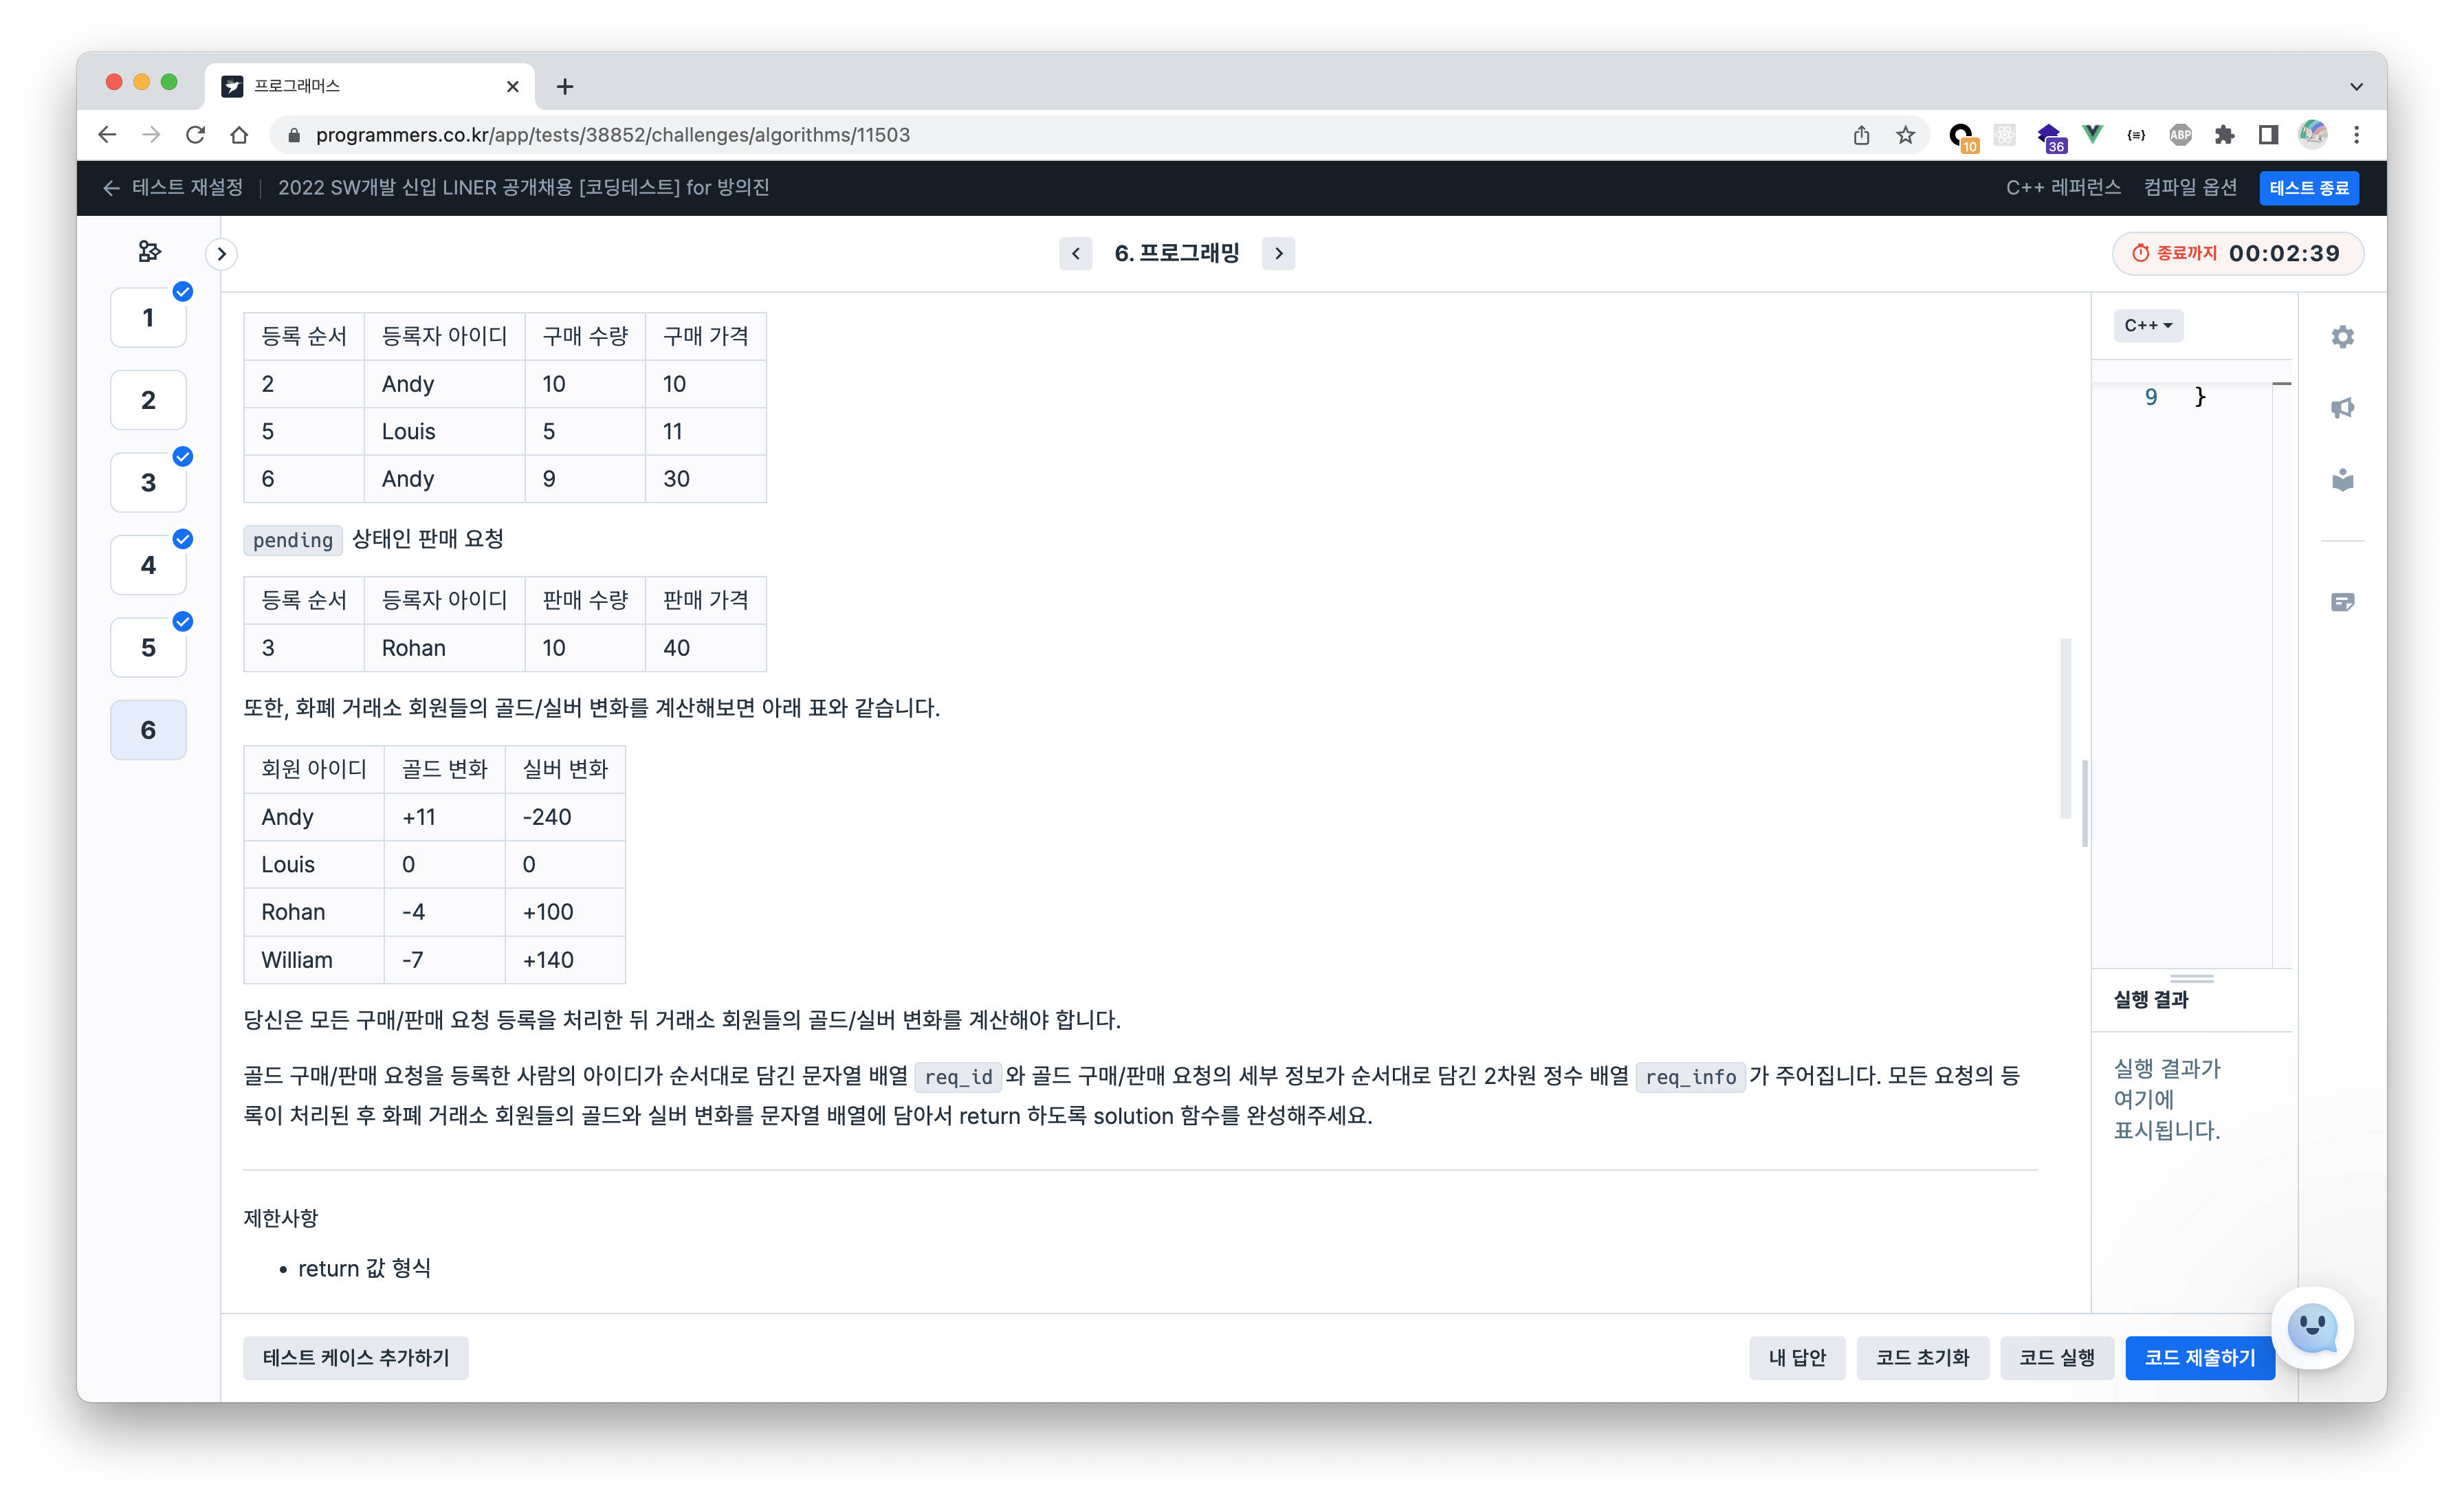 프로그래머스
programmers.co.kr/app/tests/38852/challenges/algorithms/11503
10
36
ABP
테스트 재설정
2022 SW개발 신입 LINER 공개채용 [코딩테스트] for 방의진
C++ 레퍼런스
컴파일 옵션
테스트 종료
6. 프로그래밍
종료까지 00:02:39
1
2
3
4
5
6
등록 순서 등록자 아이디 구매 수량 구매 가격
2 Andy 10 10
5 Louis 5 11
6 Andy 9 30
pending 상태인 판매 요청
등록 순서 등록자 아이디 판매 수량 판매 가격
3 Rohan 10 40
또한, 화폐 거래소 회원들의 골드/실버 변화를 계산해보면 아래 표와 같습니다.
회원 아이디 골드 변화 실버 변화
Andy +11 -240
Louis 0 0
Rohan -4 +100
William -7 +140
당신은 모든 구매/판매 요청 등록을 처리한 뒤 거래소 회원들의 골드/실버 변화를 계산해야 합니다.
골드 구매/판매 요청을 등록한 사람의 아이디가 순서대로 담긴 문자열 배열 req_id 와 골드 구매/판매 요청의 세부 정보가 순서대로 담긴 2차원 정수 배열 req_info 가 주어집니다. 모든 요청의 등
록이 처리된 후 화폐 거래소 회원들의 골드와 실버 변화를 문자열 배열에 담아서 return 하도록 solution 함수를 완성해주세요.
제한사항
• return 값 형식
C++
9 }
실행 결과
실행 결과가
여기에
표시됩니다.
테스트 케이스 추가하기
내 답안
코드 초기화
코드 실행
코드 제출하기